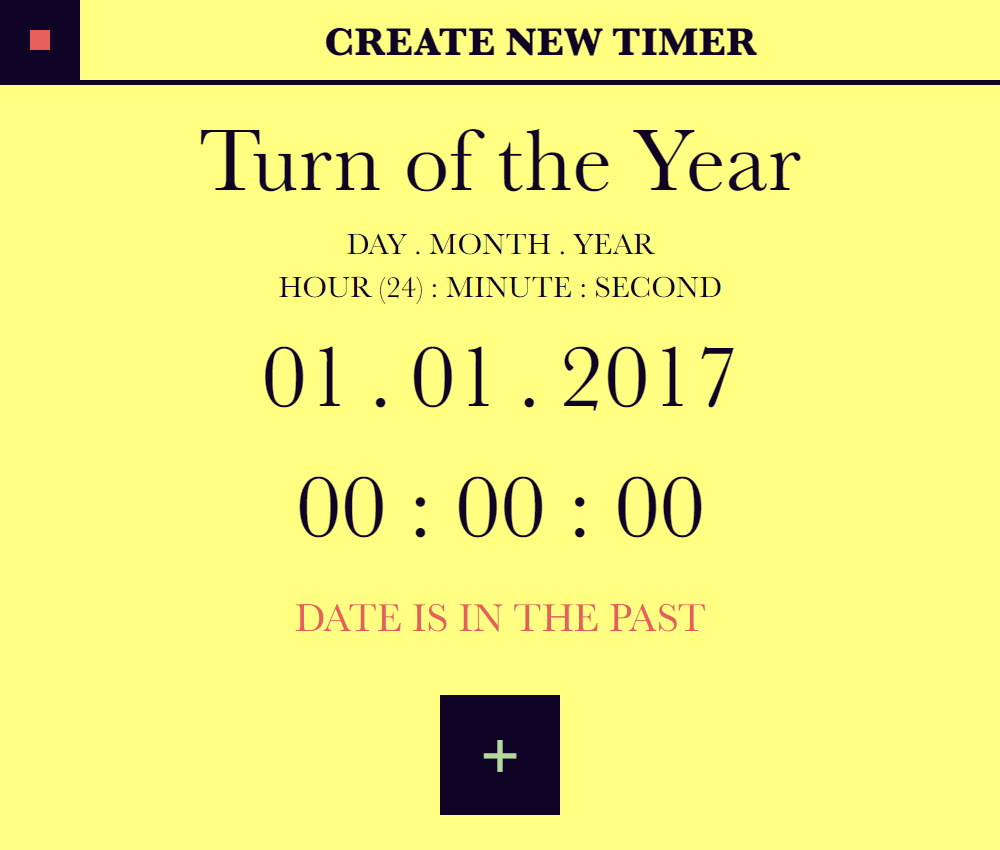 CREATE NEW TIMER
Turn of the Year
DAY . MONTH . YEAR
HOUR (24) : MINUTE : SECOND
01 . 01 . 2017
00 : 00 : 00
DATE IS IN THE PAST
+